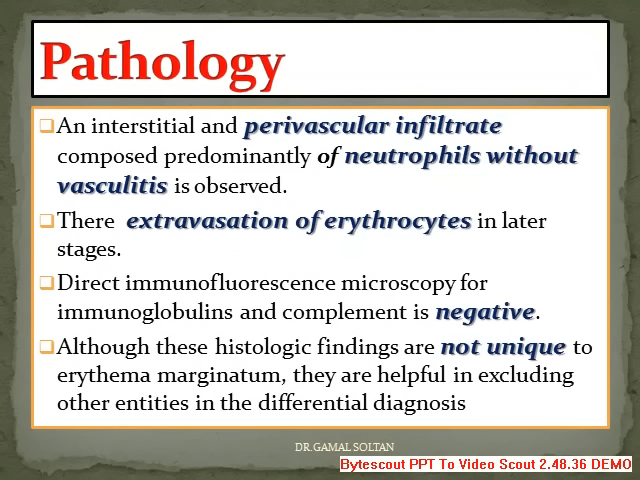 Pathology
An interstitial and perivascular infiltrate
composed predominantly of neutrophils without
vasculitis is observed.
There extravasation of erythrocytes in later
stages.
Direct immunofluorescence microscopy for
immunoglobulins and complement is negative.
Although these histologic findings are not unique to
erythema marginatum, they are helpful in excluding
other entities in the differential diagnosis
DR.GAMAL SOLTAN
Bytescout PPT To Video Scout 2.48.36 DEMO